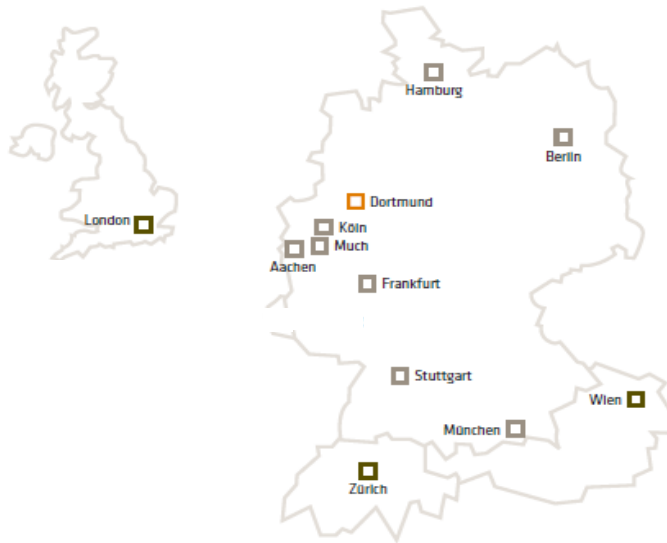 Hamburg
Berlin
Dortmund
London
Köln
Much
Aachen
Frankfurt
Stuttgart
Wien
München
Zürich